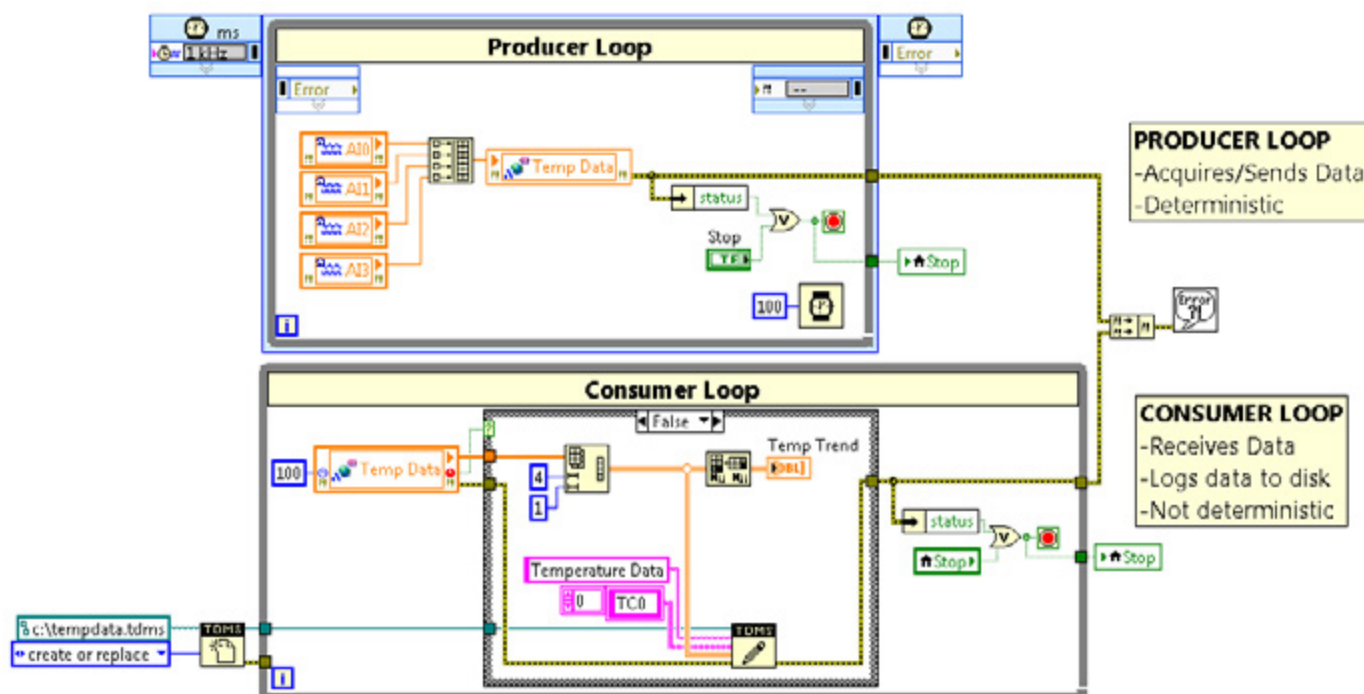 ms
1 kHz
Producer Loop
Error
Error
--
AI0
AI1
AI2
AI3
Temp Data
status
Stop
TF
Stop
100
i
PRODUCER LOOP
-Acquires/Sends Data
-Deterministic
Error
?!
Consumer Loop
False
100
Temp Data
?
4
1
Temp Trend
DBL
CONSUMER LOOP
-Receives Data
-Logs data to disk
-Not deterministic
status
Stop
Stop
Temperature Data
0
TC0
c:\tempdata.tdms
TDMS
create or replace
TDMS
i